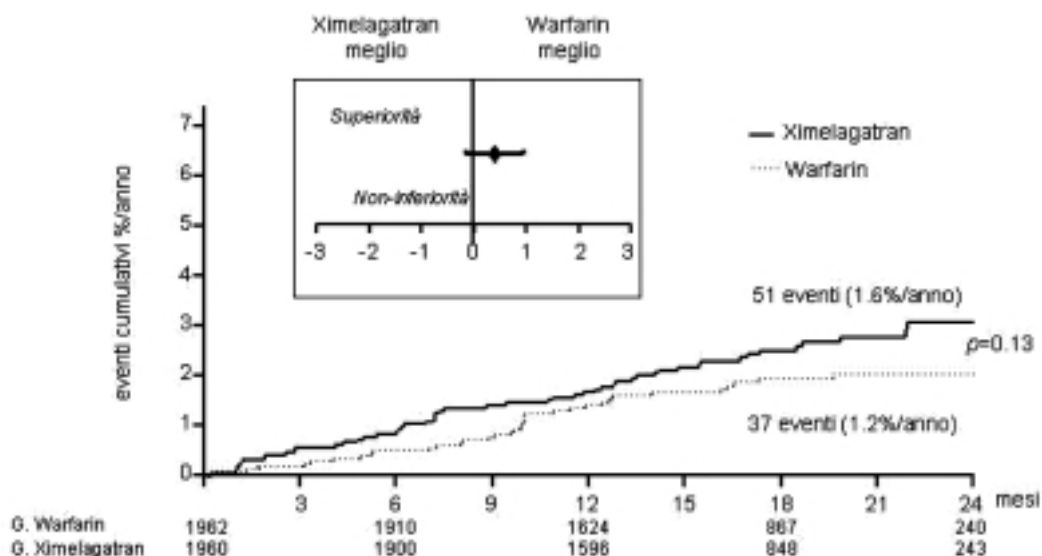 Ximelagatran meglio
Warfarin meglio
Superiorità
Non-inferiorità
-3 -2 -1 0 1 2 3
Ximelagatran
Warfarin
eventi cumulativi %/anno
7
6
5
4
3
2
1
0
51 eventi (1.6%/anno)
p=0.13
37 eventi (1.2%/anno)
3 6 9 12 15 18 21 24 mesi
G. Warfarin 1962 1910 1624 867 240
G. Ximelagatran 1960 1900 1596 848 243